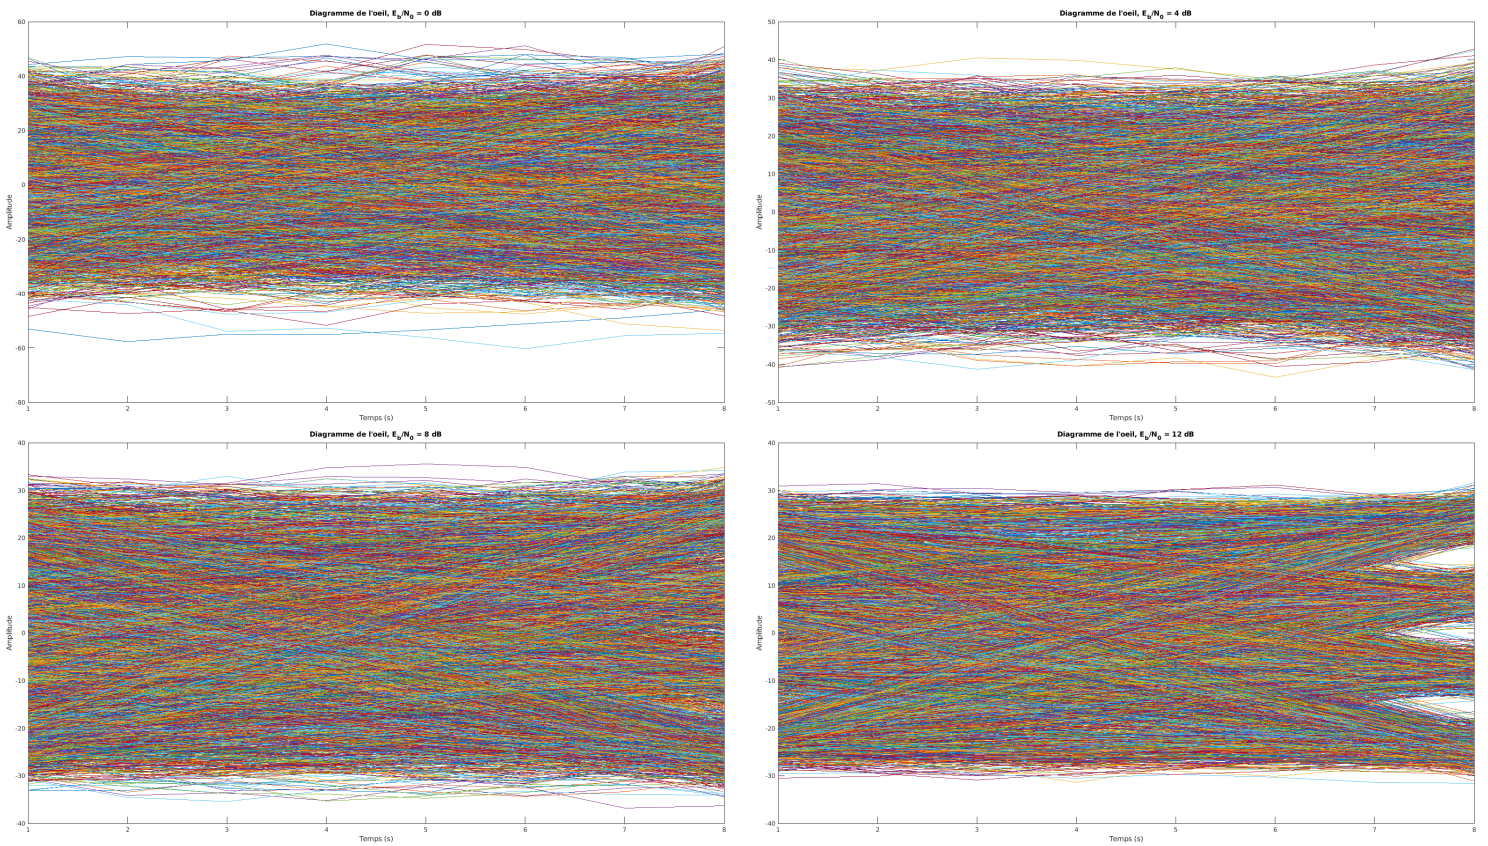 Diagramme de l'oeil, E_b/N_0 = 0 dB
60
40
20
0
-20
-40
-60
-80
Amplitude
1 2 3 4 5 6 7 8
Temps (s)
Diagramme de l'oeil, E_b/N_0 = 4 dB
50
40
30
20
10
0
-10
-20
-30
-40
-50
Amplitude
1 2 3 4 5 6 7 8
Temps (s)
Diagramme de l'oeil, E_b/N_0 = 8 dB
40
30
20
10
0
-10
-20
-30
-40
Amplitude
1 2 3 4 5 6 7 8
Temps (s)
Diagramme de l'oeil, E_b/N_0 = 12 dB
40
30
20
10
0
-10
-20
-30
-40
Amplitude
1 2 3 4 5 6 7 8
Temps (s)